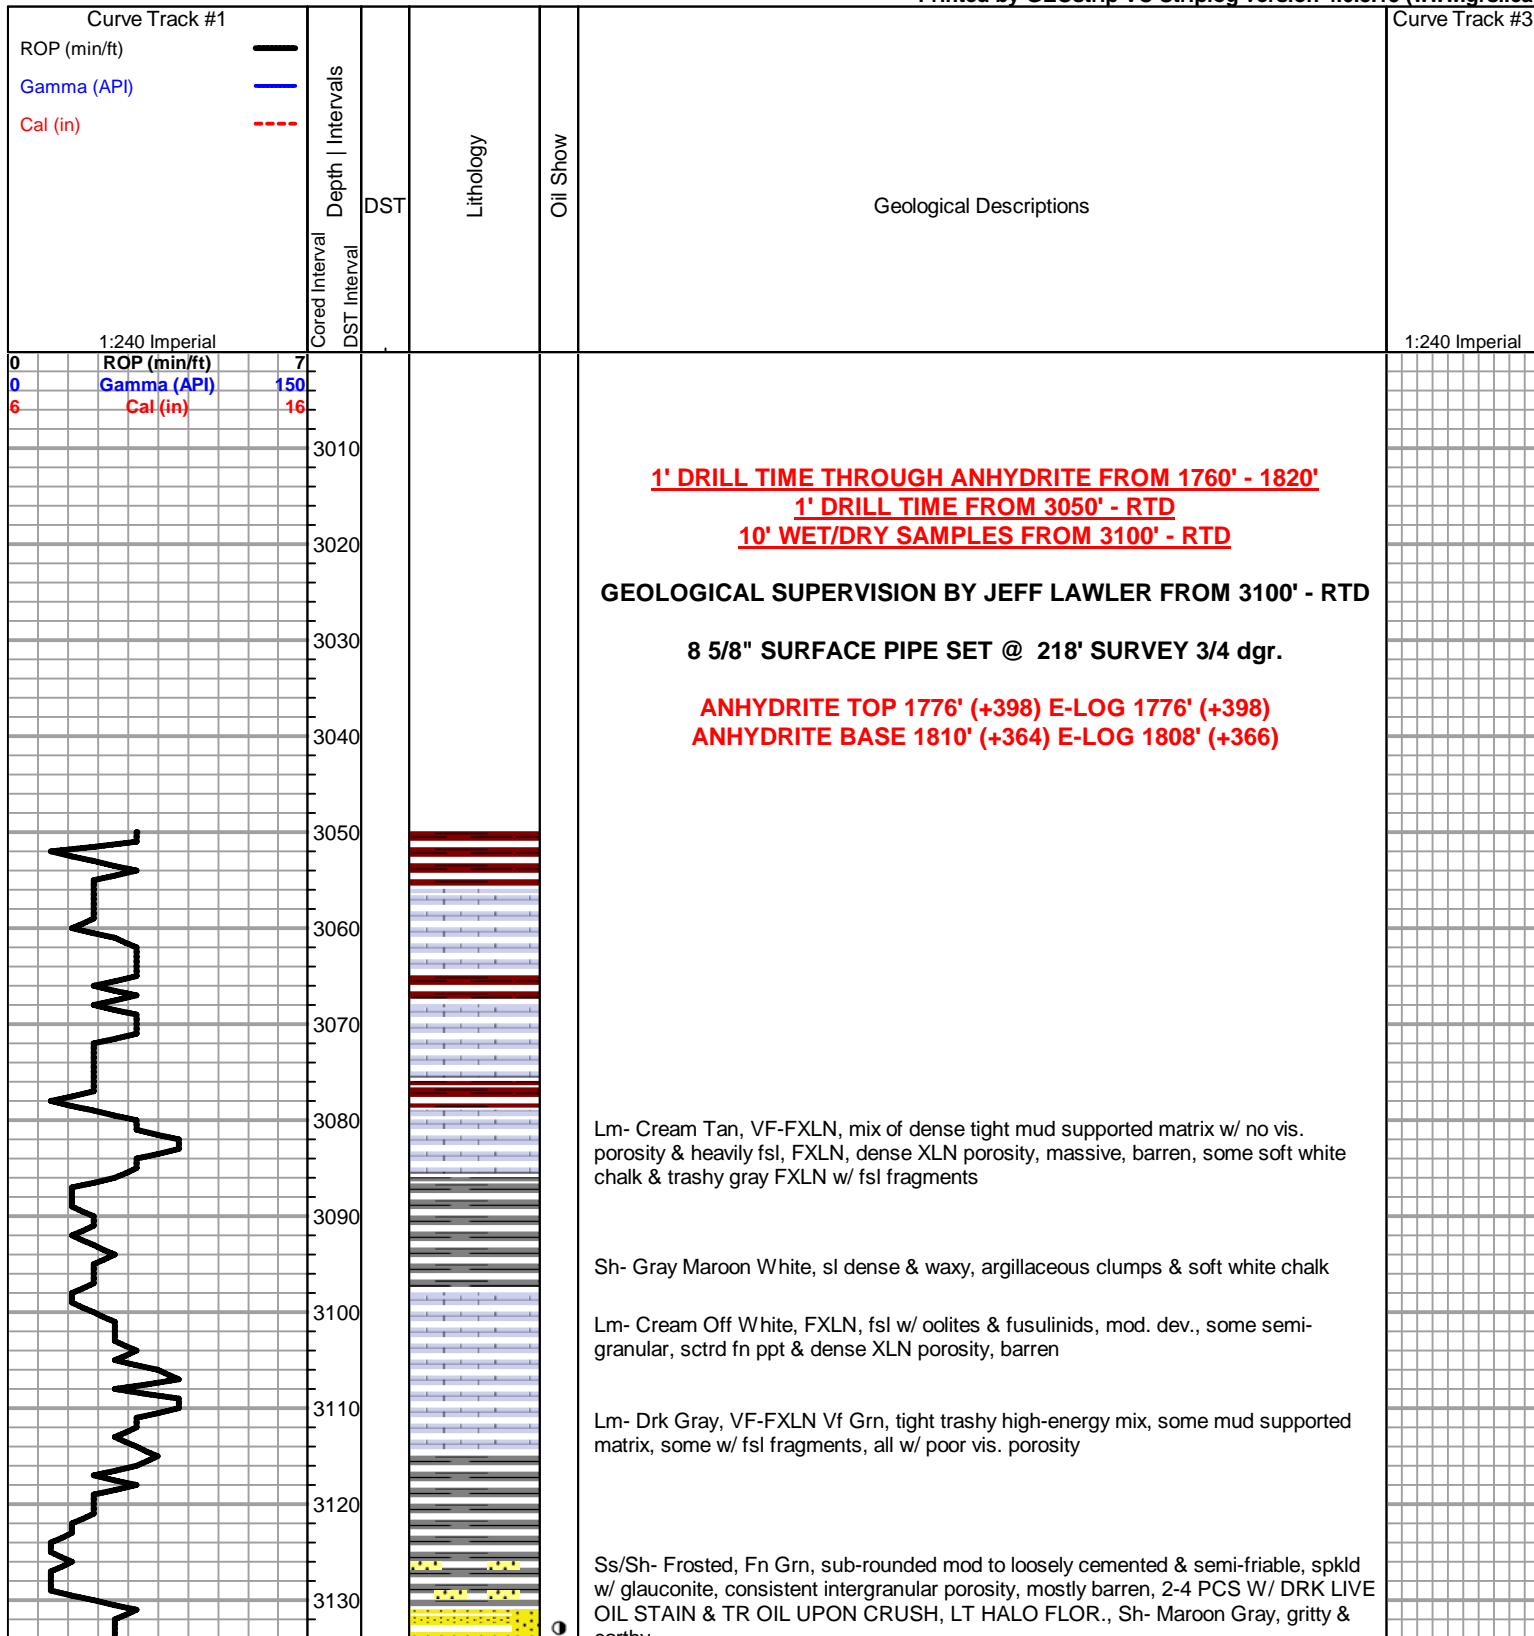 Curve Track #1
ROP (min/ft)
Gamma (API)
Cal (in)
1:240 Imperial
Depth | Intervals
Cored Interval
DST Interval
DST
Lithology
Oil Show
Geological Descriptions
Curve Track #3
1:240 Imperial
0 ROP (min/ft) 7
0 Gamma (API) 150
6 Cal (in) 16
3010
1' DRILL TIME THROUGH ANHYDRITE FROM 1760' - 1820'
1' DRILL TIME FROM 3050' - RTD
10' WET/DRY SAMPLES FROM 3100' - RTD
3020
GEOLOGICAL SUPERVISION BY JEFF LAWLER FROM 3100' - RTD
3030
8 5/8" SURFACE PIPE SET @ 218' SURVEY 3/4 dgr.
ANHYDRITE TOP 1776' (+398) E-LOG 1776' (+398)
ANHYDRITE BASE 1810' (+364) E-LOG 1808' (+366)
3040
3050
3060
3070
3080
Lm- Cream Tan, VF-FXLN, mix of dense tight mud supported matrix w/ no vis.
porosity & heavily fsl, FXLN, dense XLN porosity, massive, barren, some soft white
chalk & trashy gray FXLN w/ fsl fragments
3090
Sh- Gray Maroon White, sl dense & waxy, argillaceous clumps & soft white chalk
3100
Lm- Cream Off White, FXLN, fsl w/ oolites & fusulinids, mod. dev., some semi-
granular, sctrd fn ppt & dense XLN porosity, barren
3110
Lm- Drk Gray, VF-FXLN Vf Grn, tight trashy high-energy mix, some mud supported
matrix, some w/ fsl fragments, all w/ poor vis. porosity
3120
Ss/Sh- Frosted, Fn Grn, sub-rounded mod to loosely cemented & semi-friable, spkld
w/ glauconite, consistent intergranular porosity, mostly barren, 2-4 PCS W/ DRK LIVE
OIL STAIN & TR OIL UPON CRUSH, LT HALO FLOR., Sh- Maroon Gray, gritty &
3130